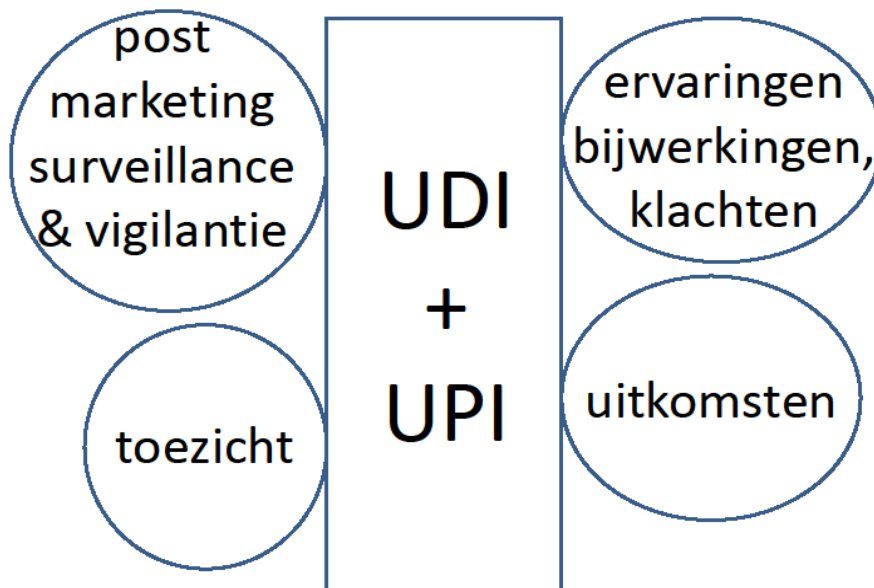 post
marketing
surveillance
& vigilantie
toezicht
UDI
+
UPI
ervaringen
bijwerkingen,
klachten
uitkomsten